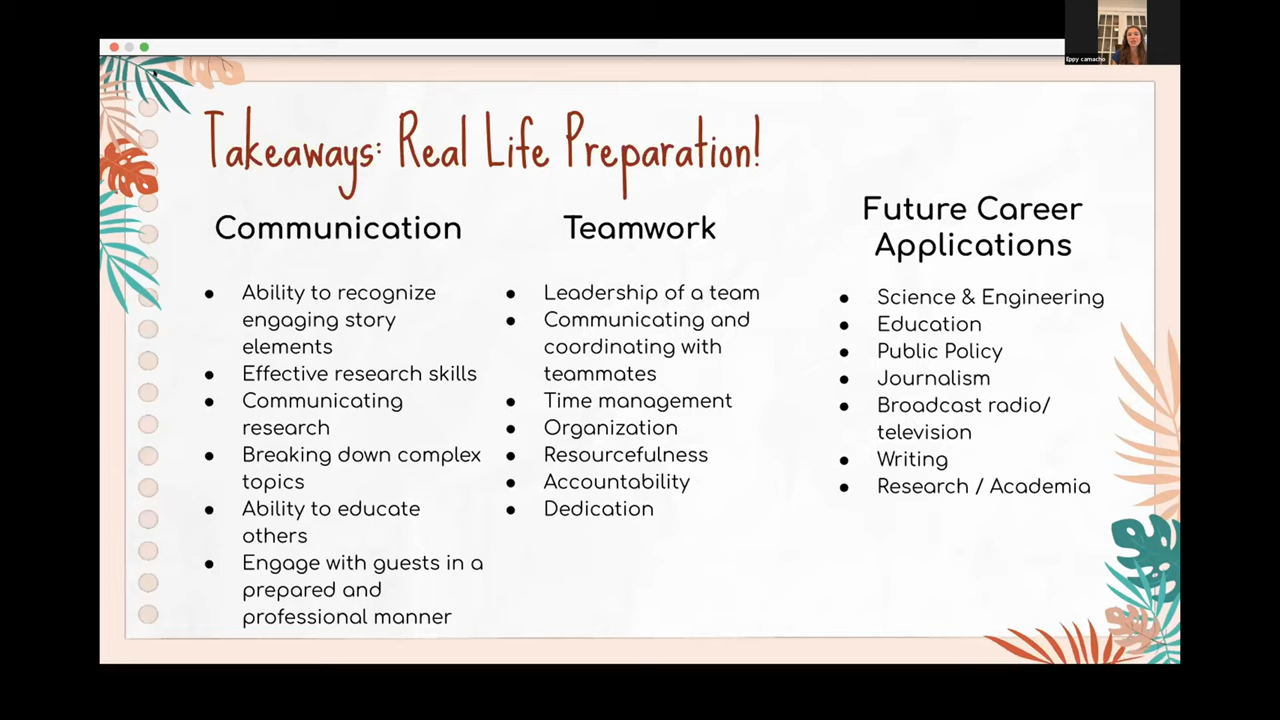 Eppy camacho
Takeaways: Real Life Preparation!
Communication
Ability to recognize
engaging story
elements
Effective research skills
Communicating
research
Breaking down complex
topics
Ability to educate
others
Engage with guests in a
prepared and
professional manner
Teamwork
Leadership of a team
Communicating and
coordinating with
teammates
Time management
Organization
Resourcefulness
Accountability
Dedication
Future Career
Applications
Science & Engineering
Education
Public Policy
Journalism
Broadcast radio/
television
Writing
Research / Academia